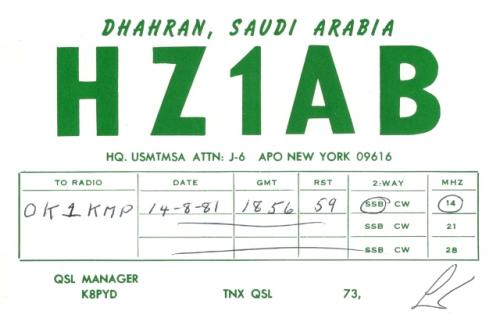 DHAHRAN, SAUDI ARABIA
HZ1AB
HQ. USMTMSA ATTN: J-6 APO NEW YORK 09616
TO RADIO DATE GMT RST 2-WAY MHZ
OK1KMP 14-8-81 1856 59 SSB CW 14
SSB CW 21
SSB CW 28
QSL MANAGER
K8PYD TNX QSL 73,